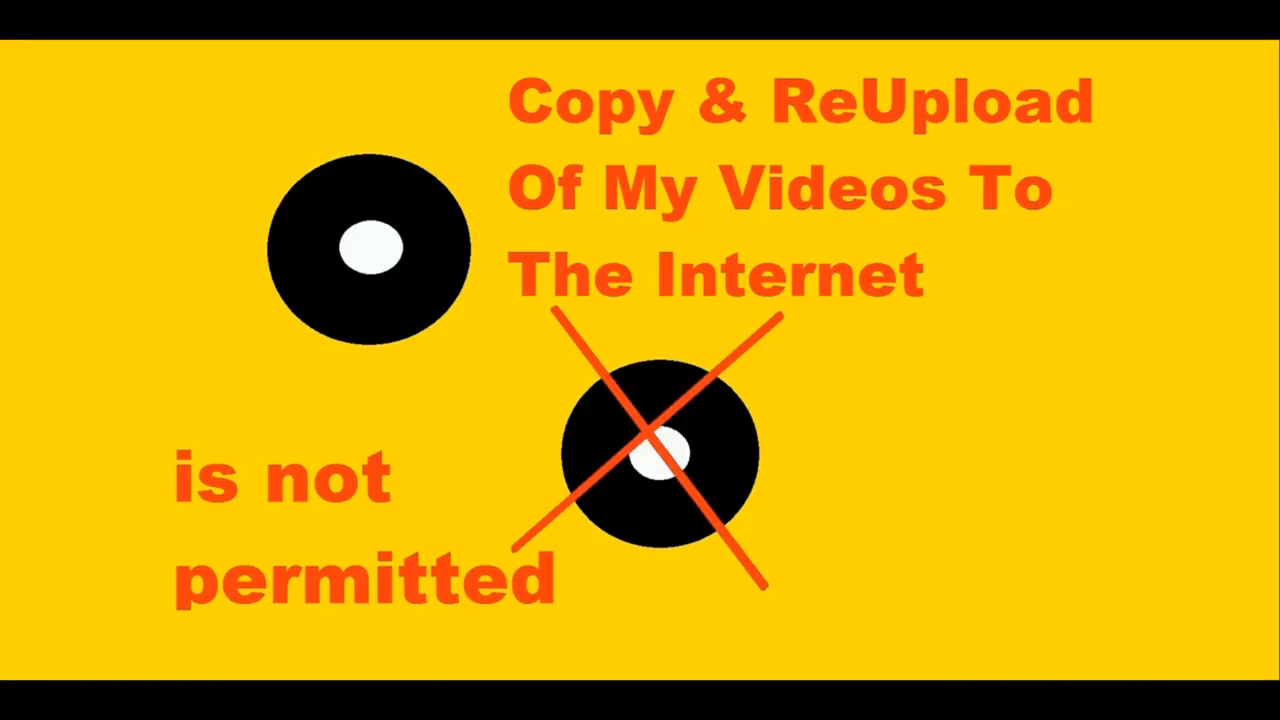 Copy & ReUpload
Of My Videos To
The Internet
is not
permitted